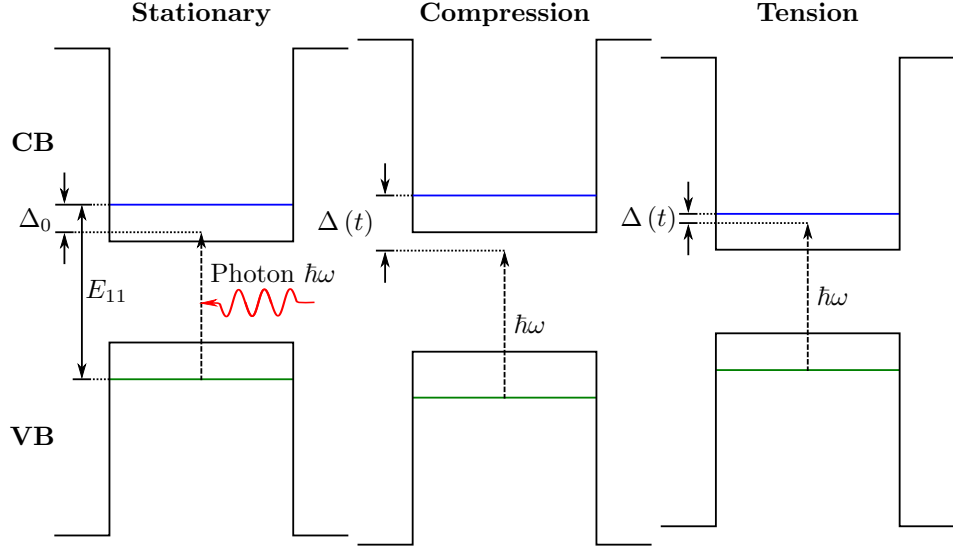 Stationary
Compression
Tension
CB
Δ₀
E₁₁
Photon ℏω
VB
Δ(t)
ℏω
Δ(t)
ℏω